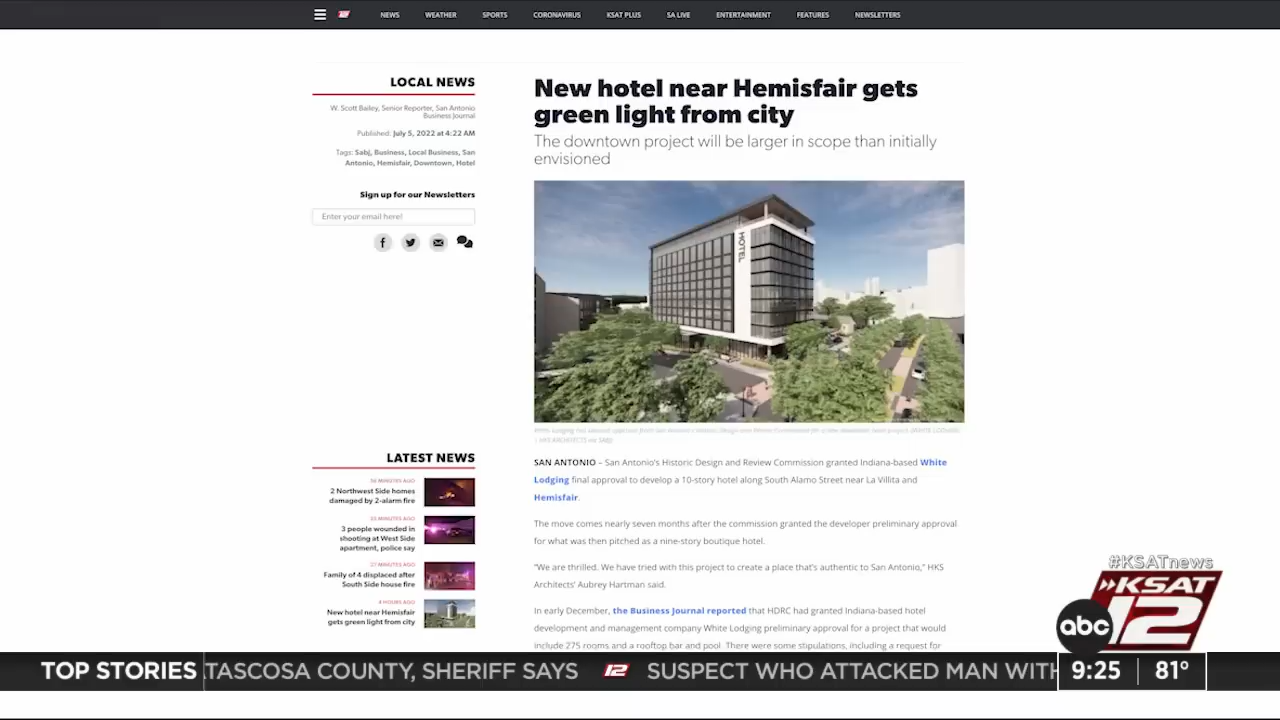 NEWS WEATHER SPORTS CORONAVIRUS KSAT PLUS SA LIVE ENTERTAINMENT FEATURES NEWSLETTERS
LOCAL NEWS
W. Scott Bailey, Senior Reporter, San Antonio
Business Journal
Published: July 5, 2022 at 4:22 AM
Tags: Sabj, Business, Local Business, San
Antonio, Hemisfair, Downtown, Hotel
Sign up for our Newsletters
Enter your email here!
New hotel near Hemisfair gets
green light from city
The downtown project will be larger in scope than initially
envisioned
HOTEL
SAN ANTONIO – San Antonio's Historic Design and Review Commission granted Indiana-based White
Lodging final approval to develop a 10-story hotel along South Alamo Street near La Villita and
Hemisfair.
The move comes nearly seven months after the commission granted the developer preliminary approval
for what was then pitched as a nine-story boutique hotel.
"We are thrilled. We have tried with this project to create a place that's authentic to San Antonio," HKS
Architects' Aubrey Hartman said.
In early December, the Business Journal reported that HDRC had granted Indiana-based hotel
development and management company White Lodging preliminary approval for a project that would
include 275 rooms and a rooftop bar and pool. There were some stipulations, including a request for
LATEST NEWS
2 Northwest Side homes
damaged by 2-alarm fire
3 people wounded in
shooting at West Side
apartment, police say
27 MINUTES AGO
Family of 4 displaced after
South Side house fire
4 HOURS AGO
New hotel near Hemisfair
gets green light from city
#KSATnews
KSAT
abc 12
TOP STORIES TASCOSA COUNTY, SHERIFF SAYS 12 SUSPECT WHO ATTACKED MAN WITH
9:25 81°